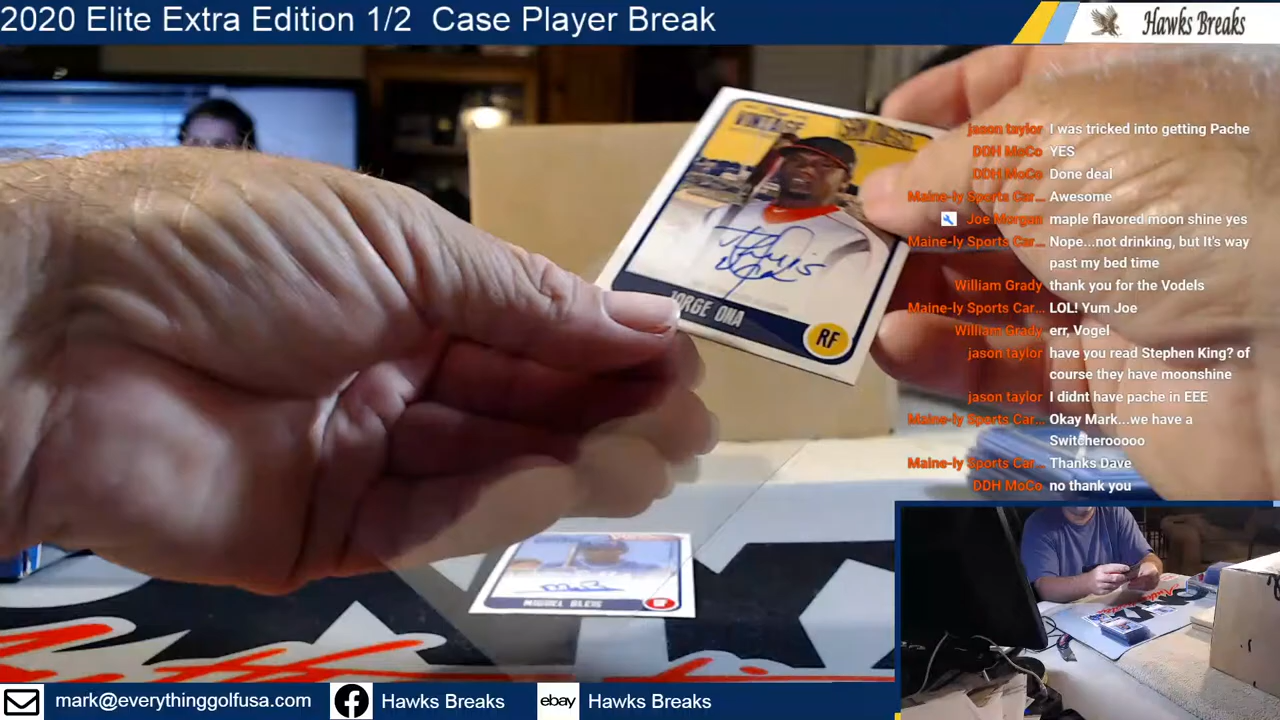 2020 Elite Extra Edition 1/2 Case Player Break
Hawks Breaks
VINTAGE
SAN DIEGO
JORGE OÑA
RF
MIGUEL BLEIS
jason taylor I was tricked into getting Pache
DDH MoCo YES
DDH MoCo Done deal
Maine-ly Sports Car... Awesome
Joe Morgan maple flavored moon shine yes
Maine-ly Sports Car... Nope...not drinking, but It's way
past my bed time
William Grady thank you for the Vodels
Maine-ly Sports Car... LOL! Yum Joe
William Grady err, Vogel
jason taylor have you read Stephen King? of
course they have moonshine
jason taylor I didnt have pache in EEE
Maine-ly Sports Car... Okay Mark...we have a
Switcherooooo
Maine-ly Sports Car... Thanks Dave
DDH MoCo no thank you
mark@everythinggolfusa.com
Hawks Breaks
ebay
Hawks Breaks